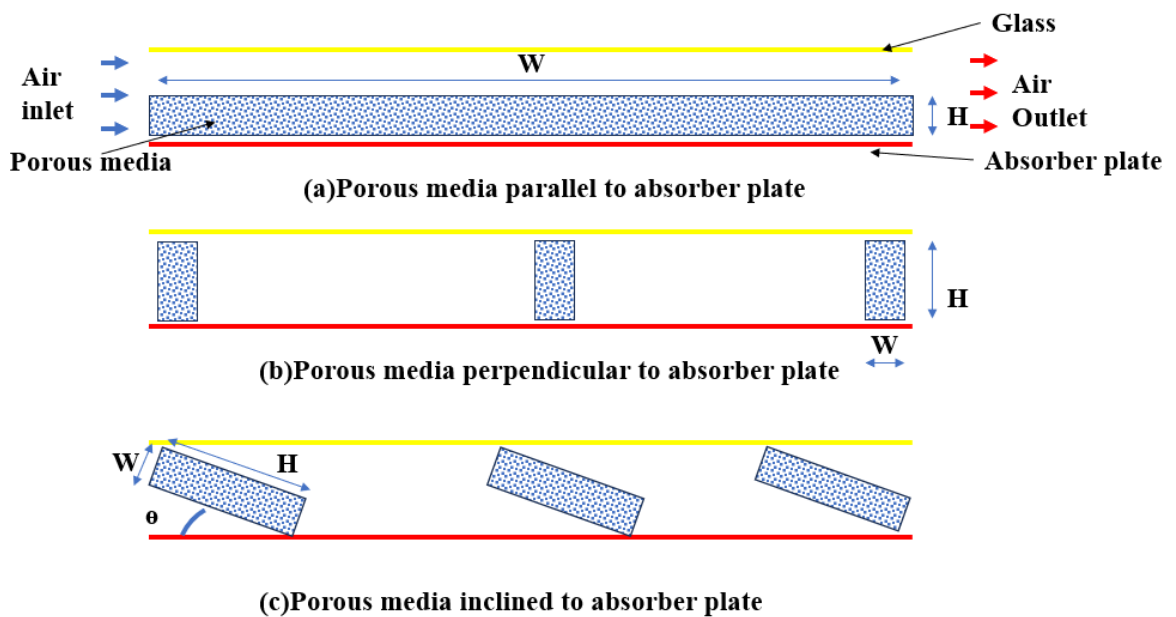 Glass
W
Air
inlet
Air
Outlet
H
Porous media
Absorber plate
(a)Porous media parallel to absorber plate
H
W
(b)Porous media perpendicular to absorber plate
W
H
θ
(c)Porous media inclined to absorber plate